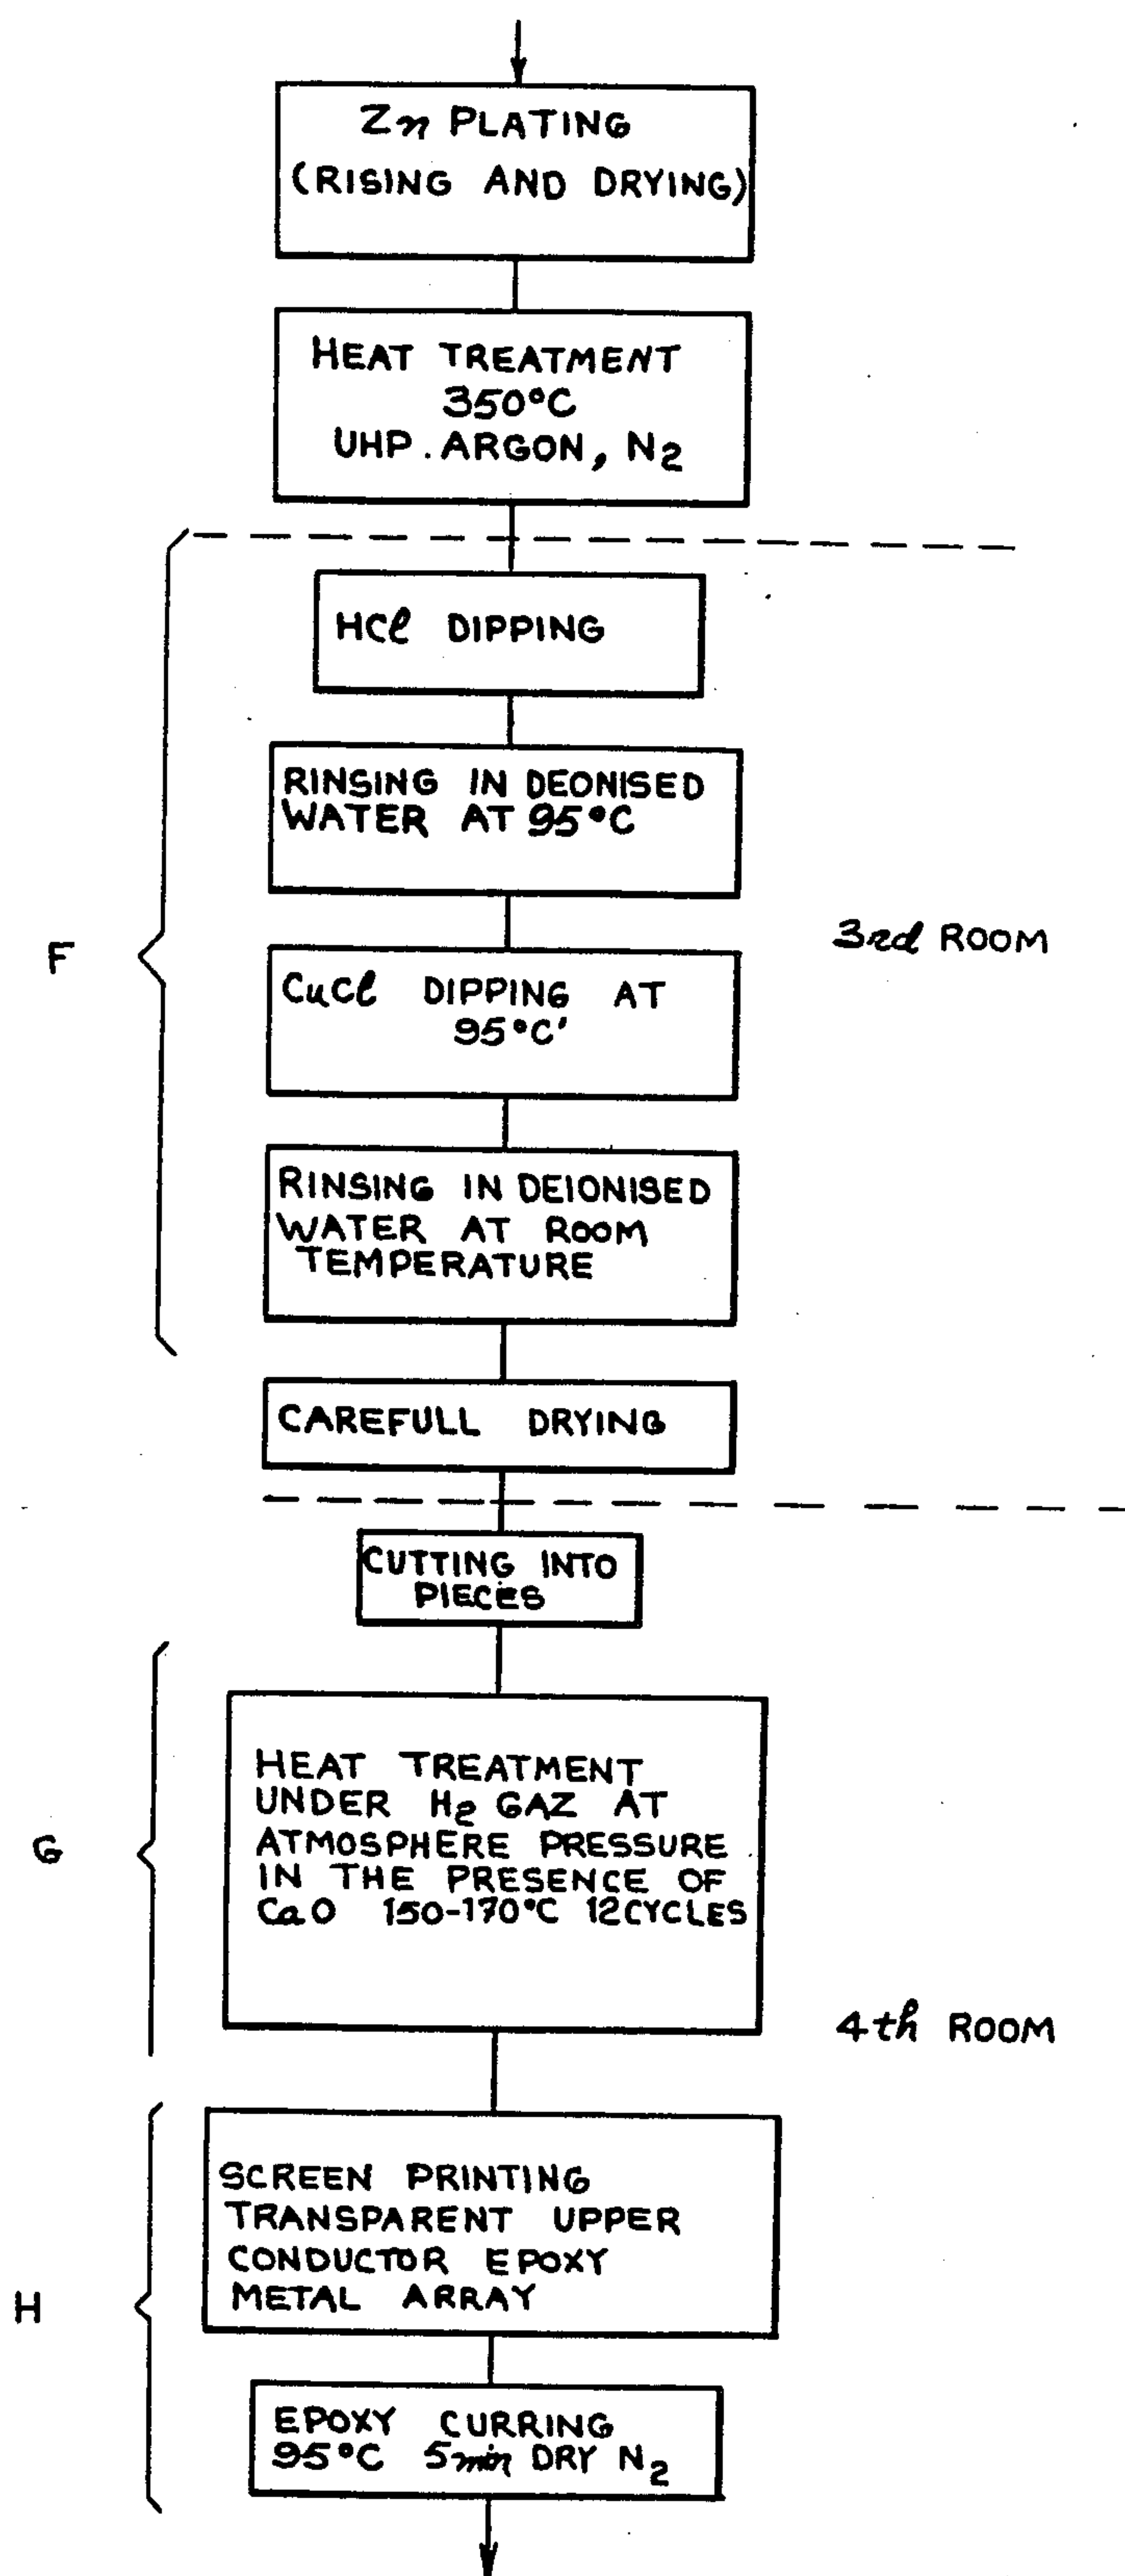 Zn PLATING
(RISING AND DRYING)
HEAT TREATMENT
350°C
UHP. ARGON, N2
HCl DIPPING
RINSING IN DEONISED
WATER AT 95°C
F
3rd ROOM
CuCl DIPPING AT
95°C'
RINSING IN DEIONISED
WATER AT ROOM
TEMPERATURE
CAREFULL DRYING
CUTTING INTO
PIECES
G
HEAT TREATMENT
UNDER H2 GAZ AT
ATMOSPHERE PRESSURE
IN THE PRESENCE OF
CaO 150-170°C 12CYCLES
4th ROOM
H
SCREEN PRINTING
TRANSPARENT UPPER
CONDUCTOR EPOXY
METAL ARRAY
EPOXY CURRING
95°C 5min DRY N2